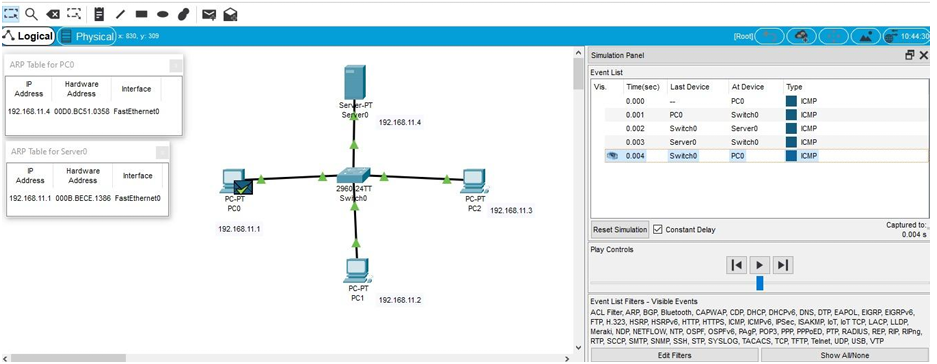 Logical
Physical
x: 830, y: 309
[Root]
10:44:30
ARP Table for PC0
IP Address
Hardware Address
Interface
192.168.11.4 00D0.BC51.0358 FastEthernet0
ARP Table for Server0
IP Address
Hardware Address
Interface
192.168.11.1 000B.BECE.1386 FastEthernet0
Server-PT
Server0
192.168.11.4
2960-24TT
Switch0
PC-PT
PC0
192.168.11.1
PC-PT
PC2
192.168.11.3
PC-PT
PC1
192.168.11.2
Simulation Panel
Event List
Vis. Time(sec) Last Device At Device Type
0.000 -- PC0 ICMP
0.001 PC0 Switch0 ICMP
0.002 Switch0 Server0 ICMP
0.003 Server0 Switch0 ICMP
0.004 Switch0 PC0 ICMP
Reset Simulation
Constant Delay
Captured to:
0.004 s
Play Controls
Event List Filters - Visible Events
ACL Filter, ARP, BGP, Bluetooth, CAPWAP, CDP, DHCP, DHCPv6, DNS, DTP, EAPOL, EIGRP, EIGRPv6,
FTP, H.323, HSRP, HSRPv6, HTTP, HTTPS, ICMP, ICMPv6, IPSec, ISAKMP, IoT, IoT TCP, LACP, LLDP,
Meraki, NDP, NETFLOW, NTP, OSPF, OSPFv6, PAgP, POP3, PPP, PPPoED, PTP, RADIUS, REP, RIP, RIPng,
RTP, SCCP, SMTP, SNMP, SSH, STP, SYSLOG, TACACS, TCP, TFTP, Telnet, UDP, USB, VTP
Edit Filters
Show All/None